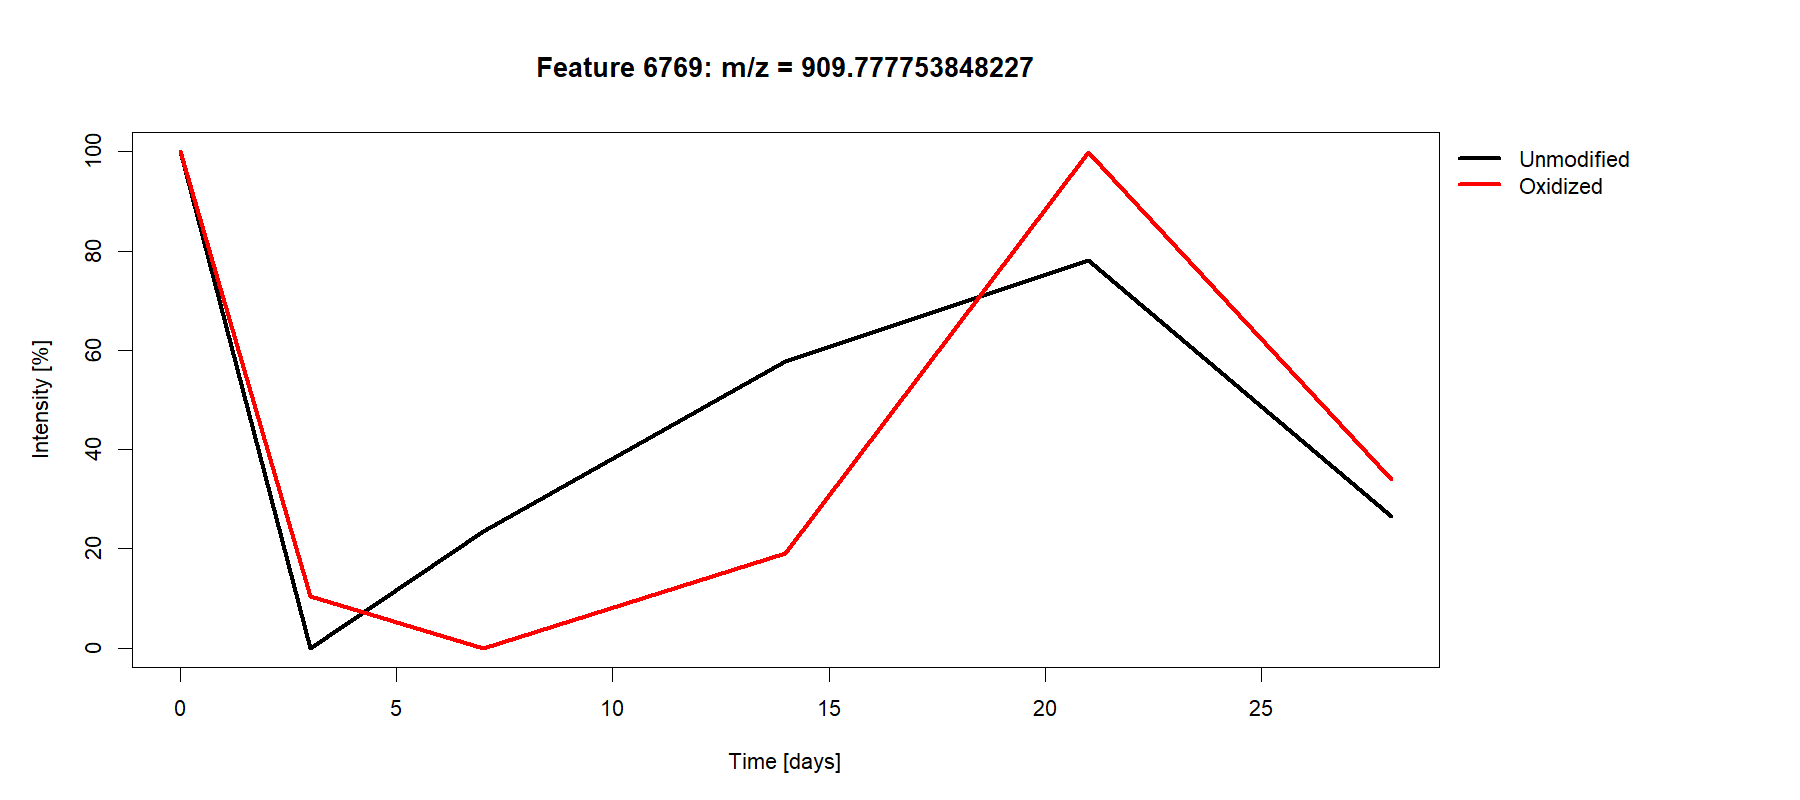 Feature 6769: m/z = 909.777753848227
Unmodified
Oxidized
Intensity [%]
100
80
60
40
20
0
0 5 10 15 20 25
Time [days]